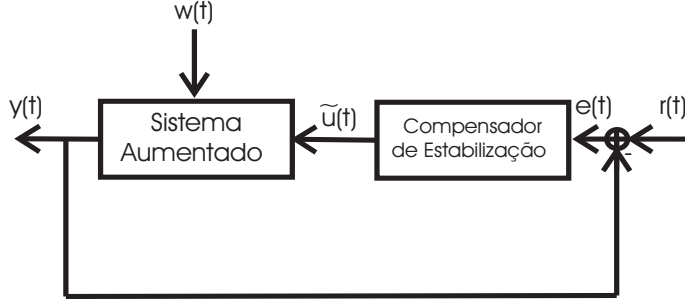 w(t)
y(t)
Sistema
Aumentado
ũ(t)
Compensador
de Estabilização
e(t)
r(t)
-